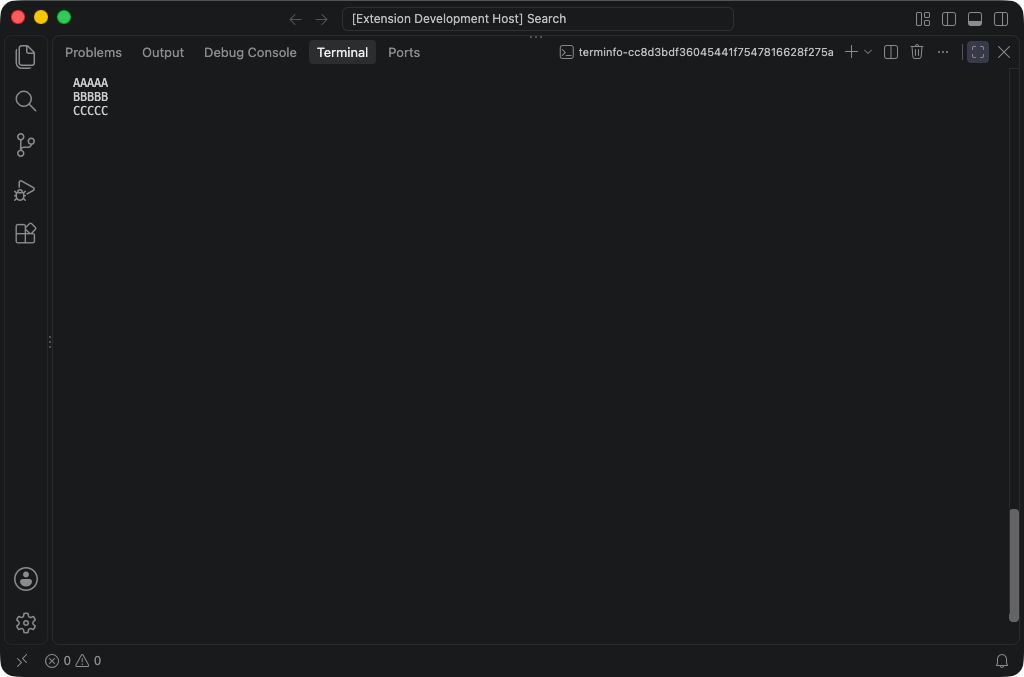 [Extension Development Host] Search
Problems Output Debug Console Terminal Ports terminfo-cc8d3bdf36045441f7547816628f275a
AAAAA
BBBBB
CCCCC
0 0